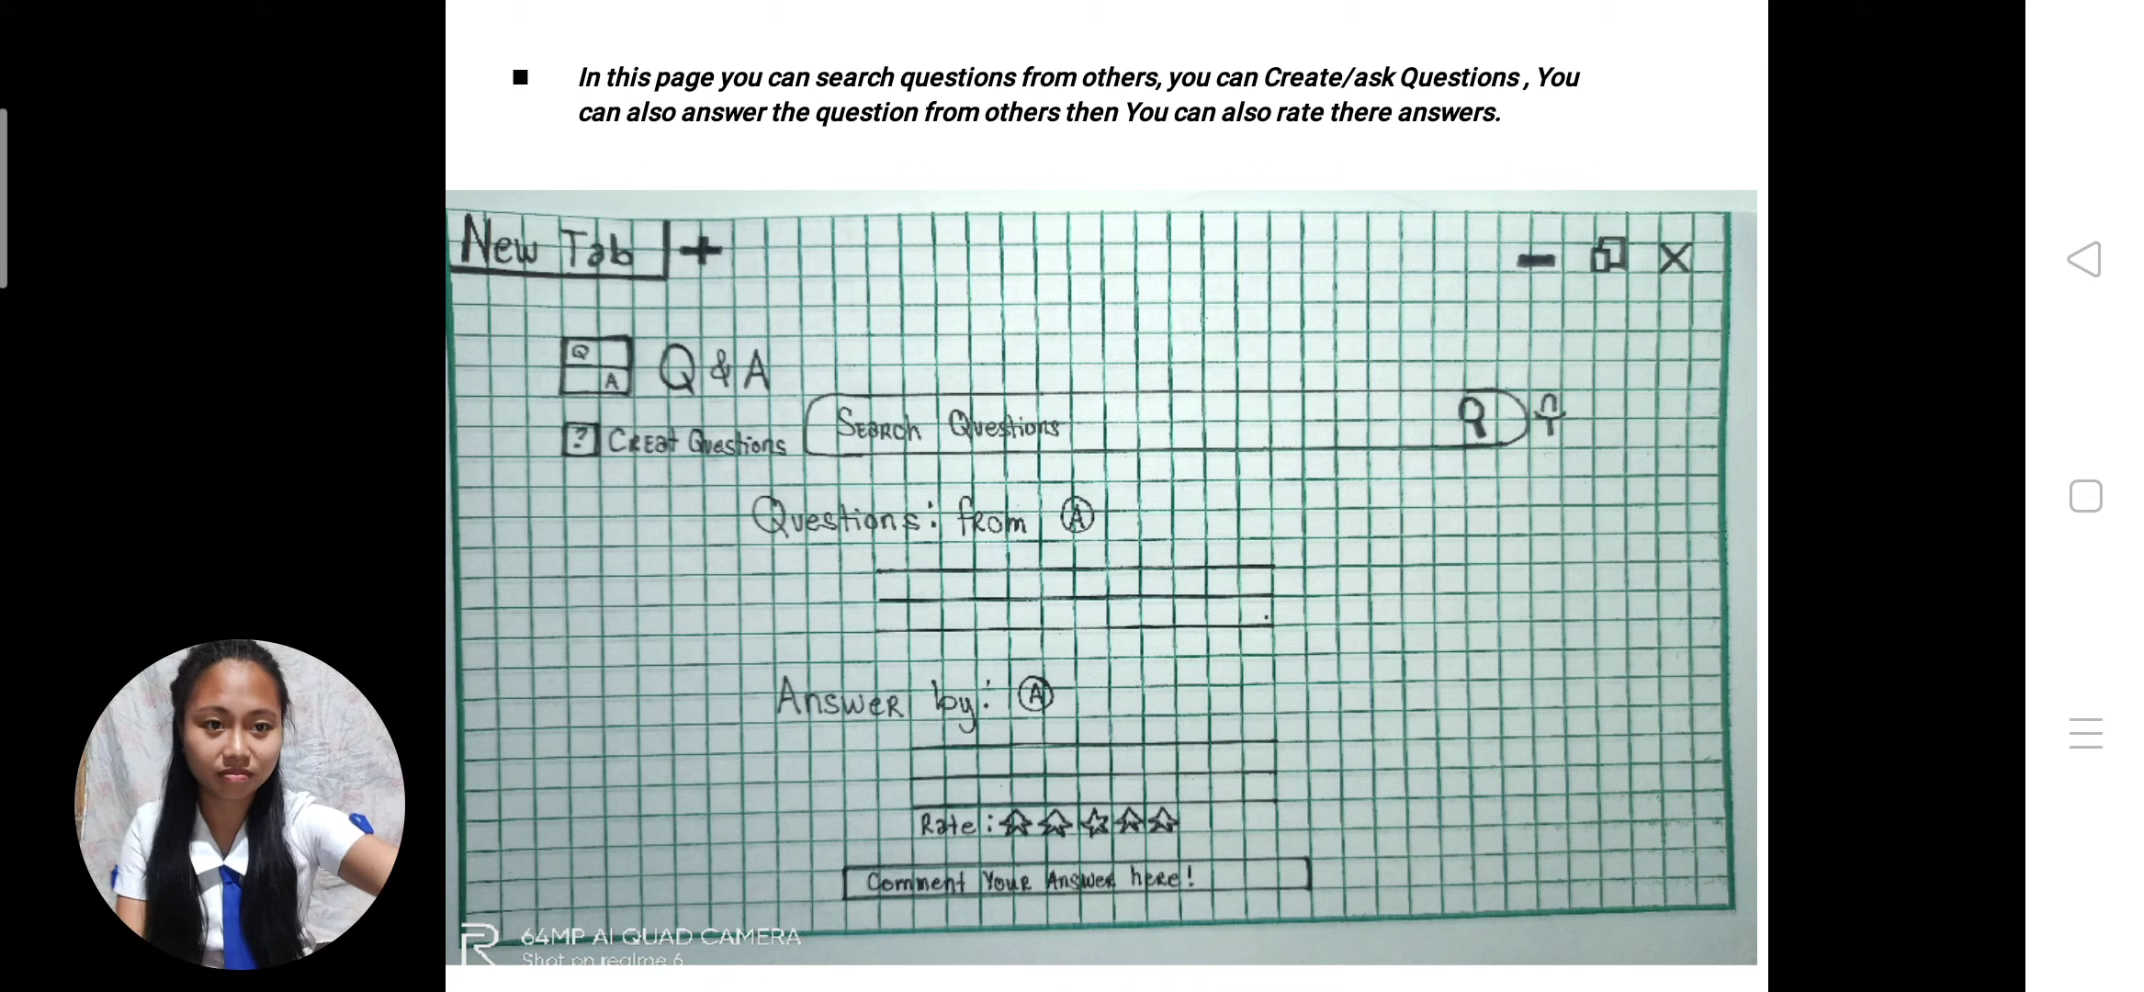 ■ In this page you can search questions from others, you can Create/ask Questions , You
can also answer the question from others then You can also rate there answers.
New Tab +
Q
A
Q & A
? CREat Questions
SEARch Questions
Questions: from A
Answer by: A
Rate :
Comment Your Answer here!
64MP AI QUAD CAMERA
Shot on realme 6